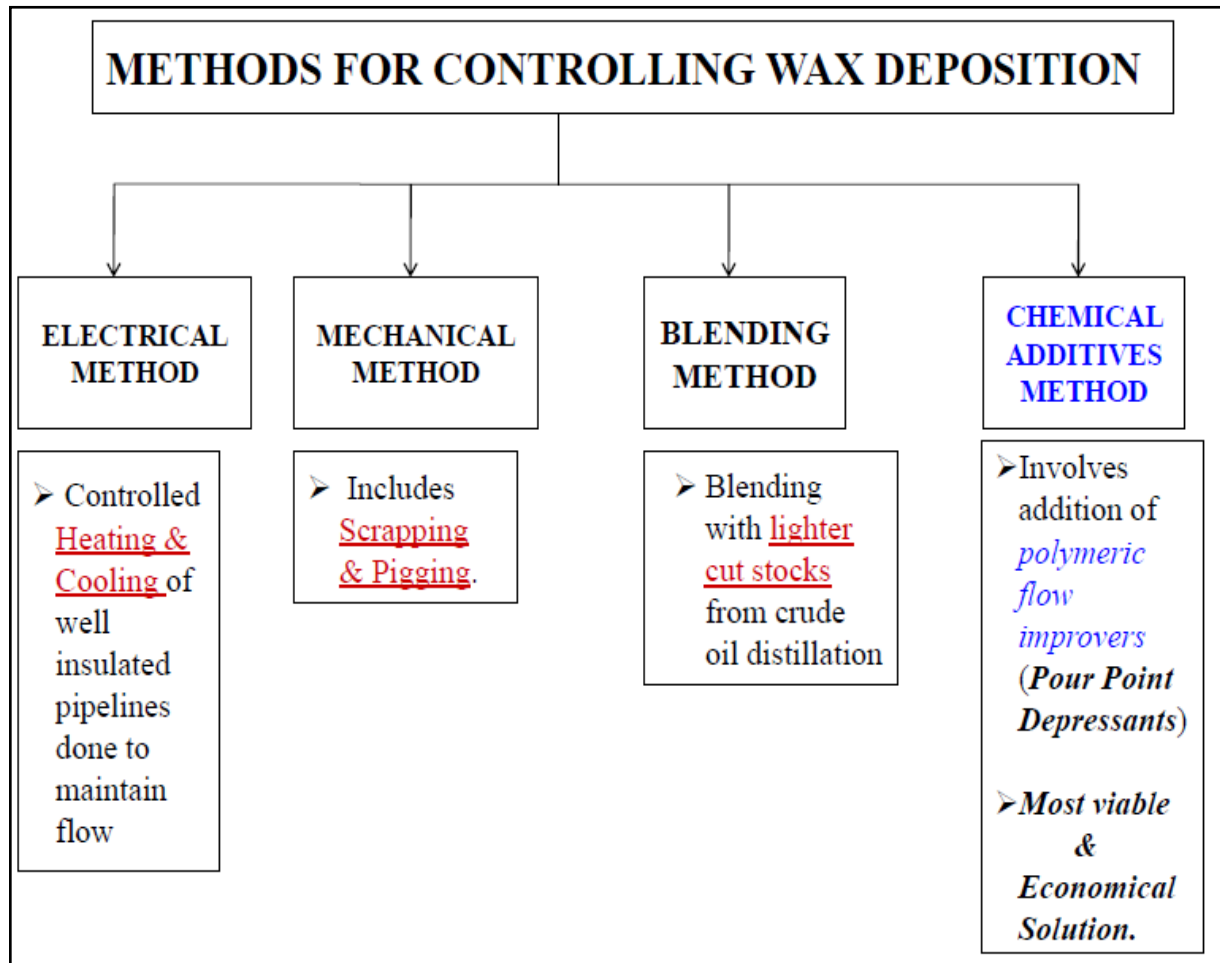 METHODS FOR CONTROLLING WAX DEPOSITION
ELECTRICAL
METHOD
➢ Controlled
Heating &
Cooling of
well
insulated
pipelines
done to
maintain
flow
MECHANICAL
METHOD
➢ Includes
Scrapping
& Pigging.
BLENDING
METHOD
➢ Blending
with lighter
cut stocks
from crude
oil distillation
CHEMICAL
ADDITIVES
METHOD
➢Involves
addition of
polymeric
flow
improvers
(Pour Point
Depressants)
➢Most viable
&
Economical
Solution.